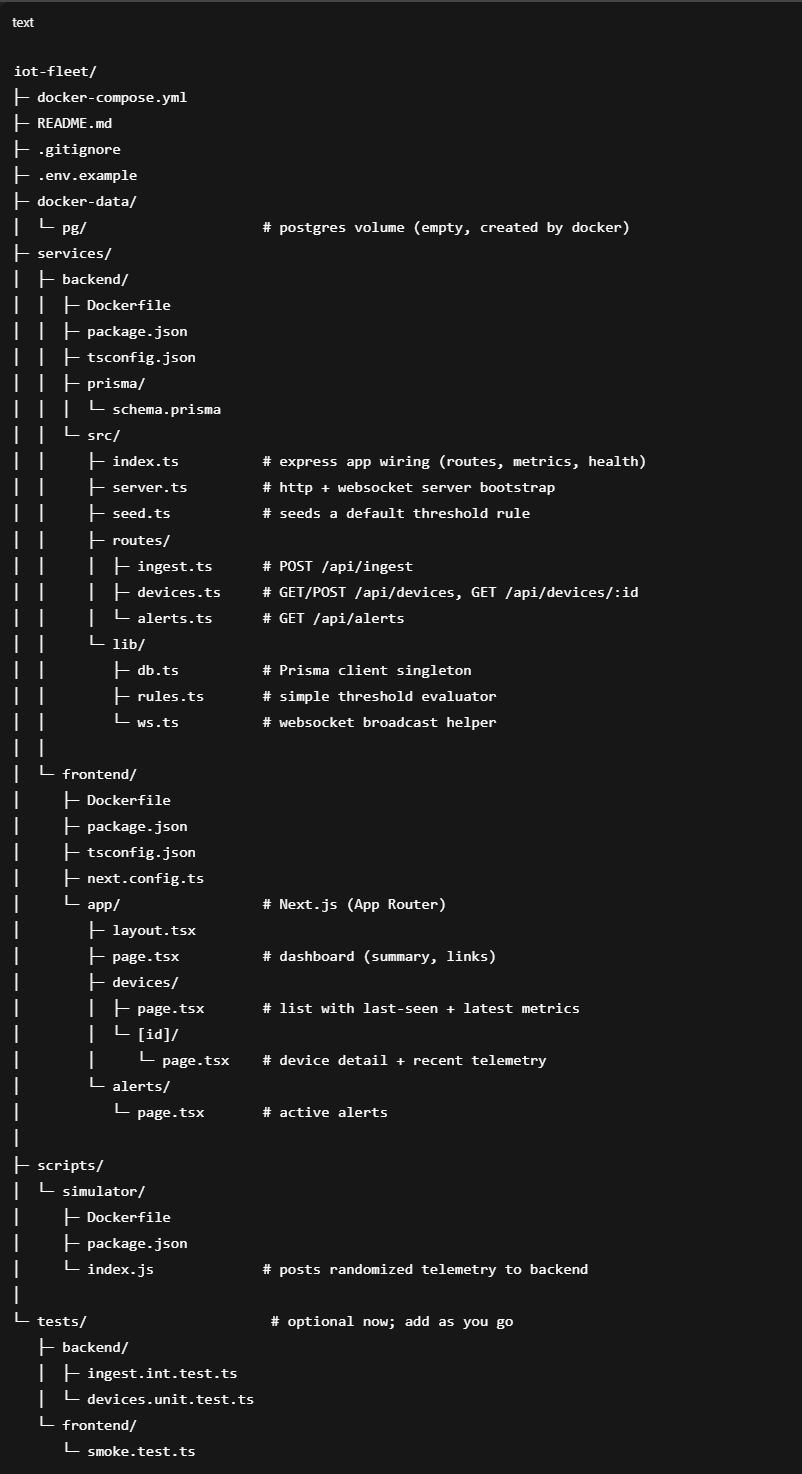 text
iot-fleet/
├─ docker-compose.yml
├─ README.md
├─ .gitignore
├─ .env.example
├─ docker-data/
│  └─ pg/                     # postgres volume (empty, created by docker)
├─ services/
│  ├─ backend/
│  │  ├─ Dockerfile
│  │  ├─ package.json
│  │  ├─ tsconfig.json
│  │  ├─ prisma/
│  │  │  └─ schema.prisma
│  │  └─ src/
│  │     ├─ index.ts          # express app wiring (routes, metrics, health)
│  │     ├─ server.ts         # http + websocket server bootstrap
│  │     ├─ seed.ts           # seeds a default threshold rule
│  │     ├─ routes/
│  │     │  ├─ ingest.ts      # POST /api/ingest
│  │     │  ├─ devices.ts     # GET/POST /api/devices, GET /api/devices/:id
│  │     │  └─ alerts.ts      # GET /api/alerts
│  │     └─ lib/
│  │        ├─ db.ts          # Prisma client singleton
│  │        ├─ rules.ts       # simple threshold evaluator
│  │        └─ ws.ts          # websocket broadcast helper
│  │
│  └─ frontend/
│     ├─ Dockerfile
│     ├─ package.json
│     ├─ tsconfig.json
│     ├─ next.config.ts
│     └─ app/                 # Next.js (App Router)
│        ├─ layout.tsx
│        ├─ page.tsx          # dashboard (summary, links)
│        ├─ devices/
│        │  ├─ page.tsx       # list with last-seen + latest metrics
│        │  └─ [id]/
│        │     └─ page.tsx    # device detail + recent telemetry
│        └─ alerts/
│           └─ page.tsx       # active alerts
│
├─ scripts/
│  └─ simulator/
│     ├─ Dockerfile
│     ├─ package.json
│     └─ index.js             # posts randomized telemetry to backend
│
└─ tests/                      # optional now; add as you go
   ├─ backend/
   │  ├─ ingest.int.test.ts
   │  └─ devices.unit.test.ts
   └─ frontend/
      └─ smoke.test.ts